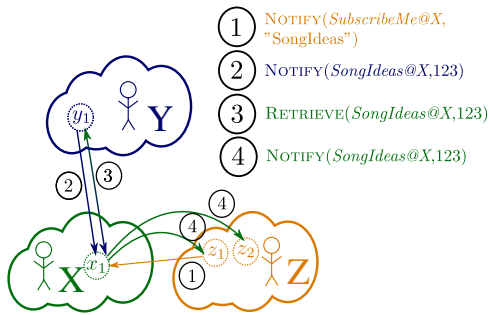 1 NOTIFY(SubscribeMe@X,
"SongIdeas")
2 NOTIFY(SongIdeas@X,123)
3 RETRIEVE(SongIdeas@X,123)
4 NOTIFY(SongIdeas@X,123)
y1 Y
2 3
4
4
X x1 z1 z2 Z
1